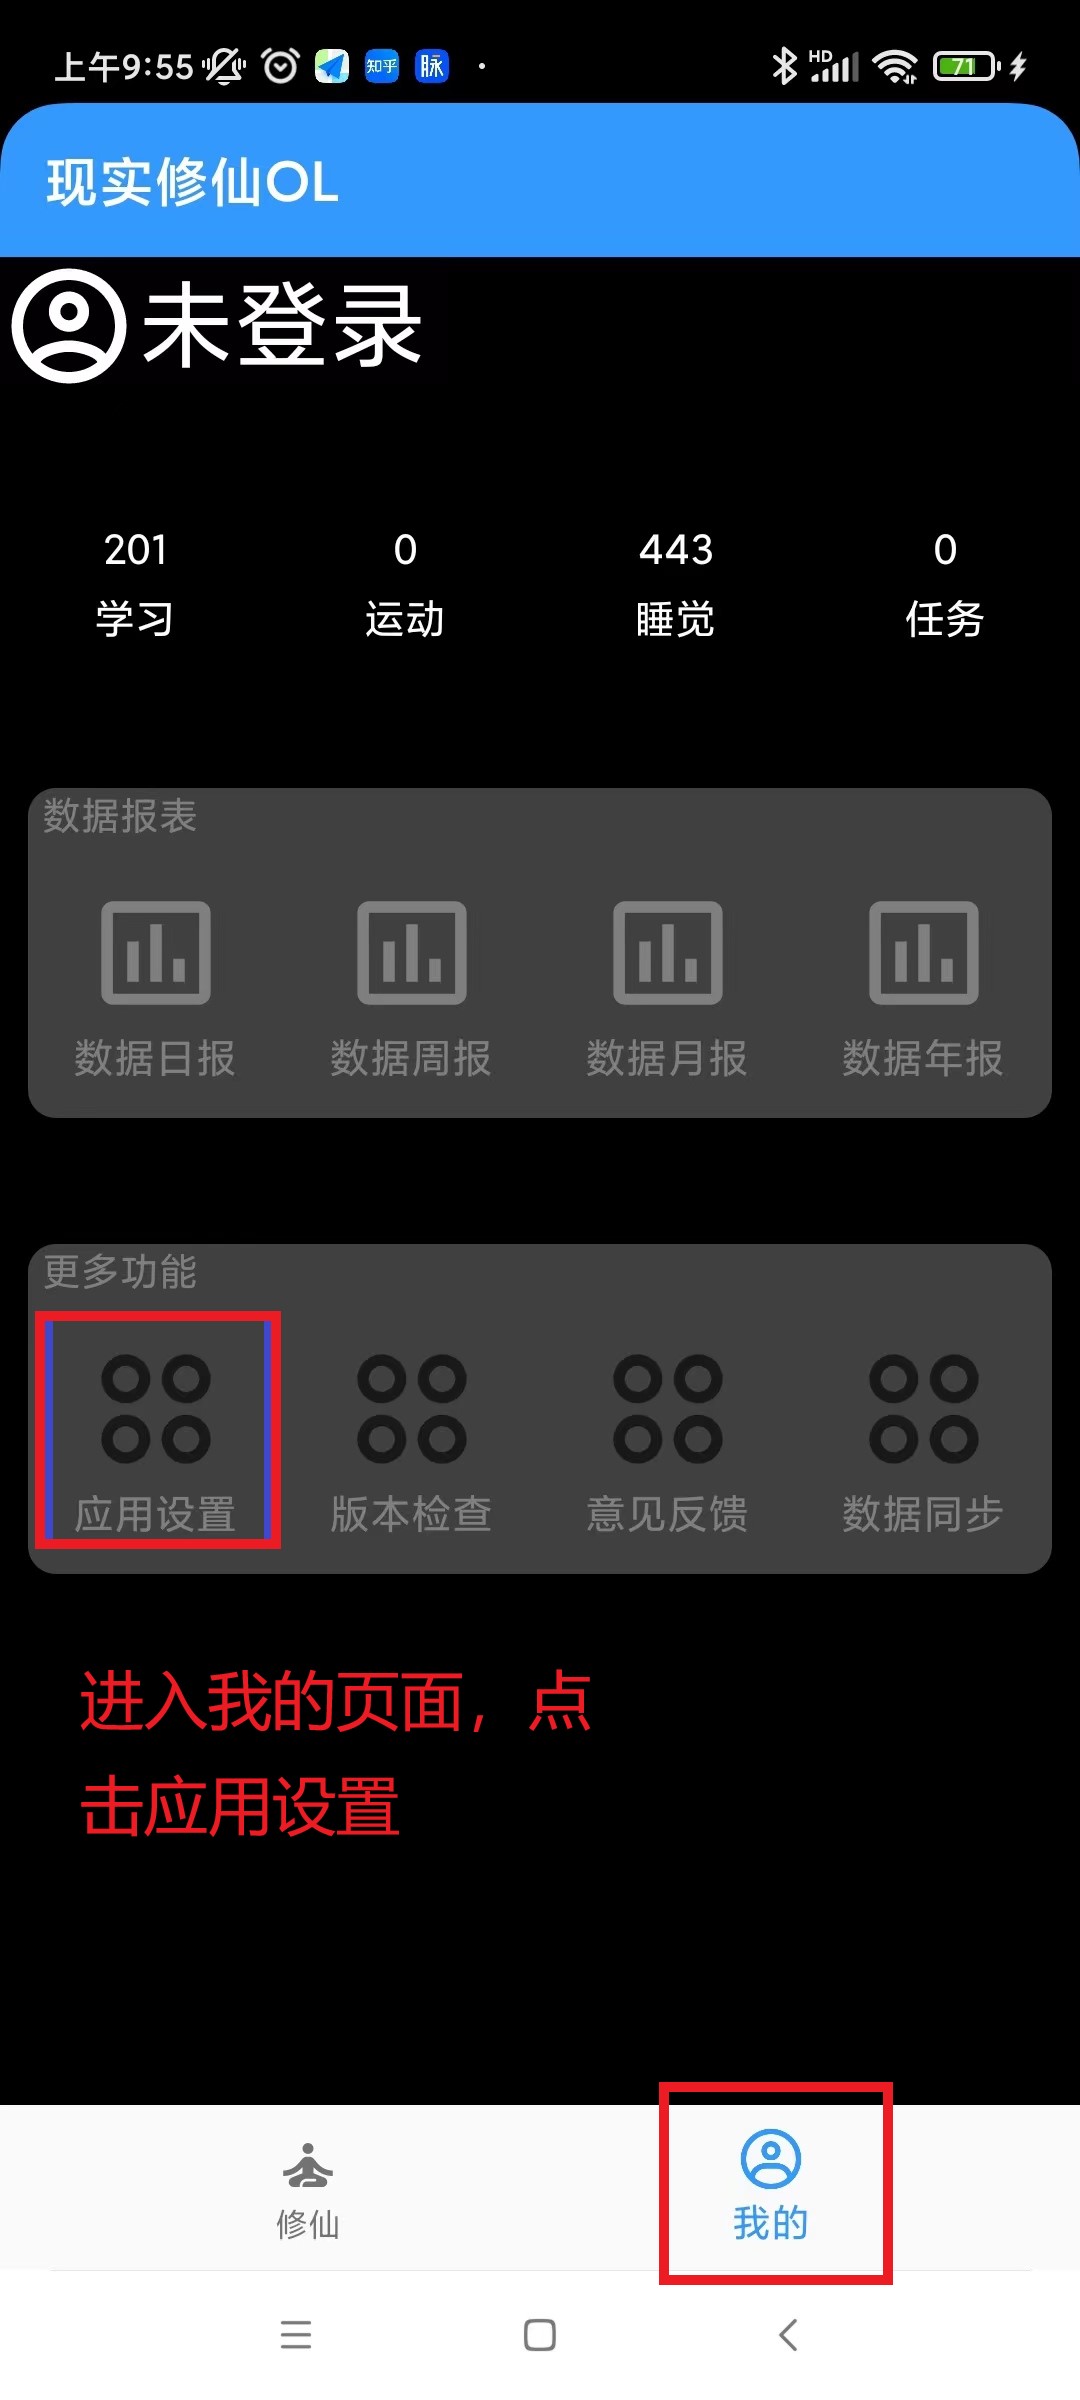 上午9:55 知乎 脉 HD 71
现实修仙OL
未登录
201 0 443 0
学习 运动 睡觉 任务
数据报表
数据日报 数据周报 数据月报 数据年报
更多功能
应用设置 版本检查 意见反馈 数据同步
进入我的页面，点
击应用设置
修仙 我的